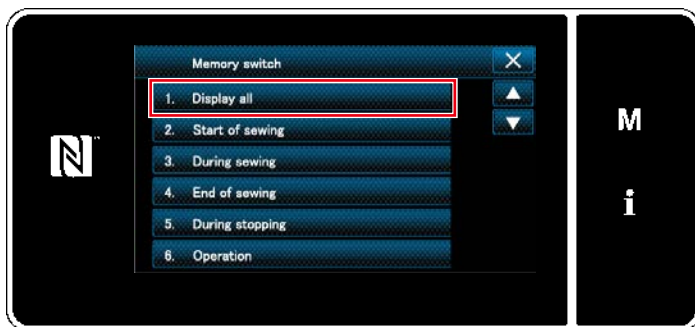 Memory switch
1. Display all
2. Start of sewing
3. During sewing
4. End of sewing
5. During stopping
6. Operation
N
M
i